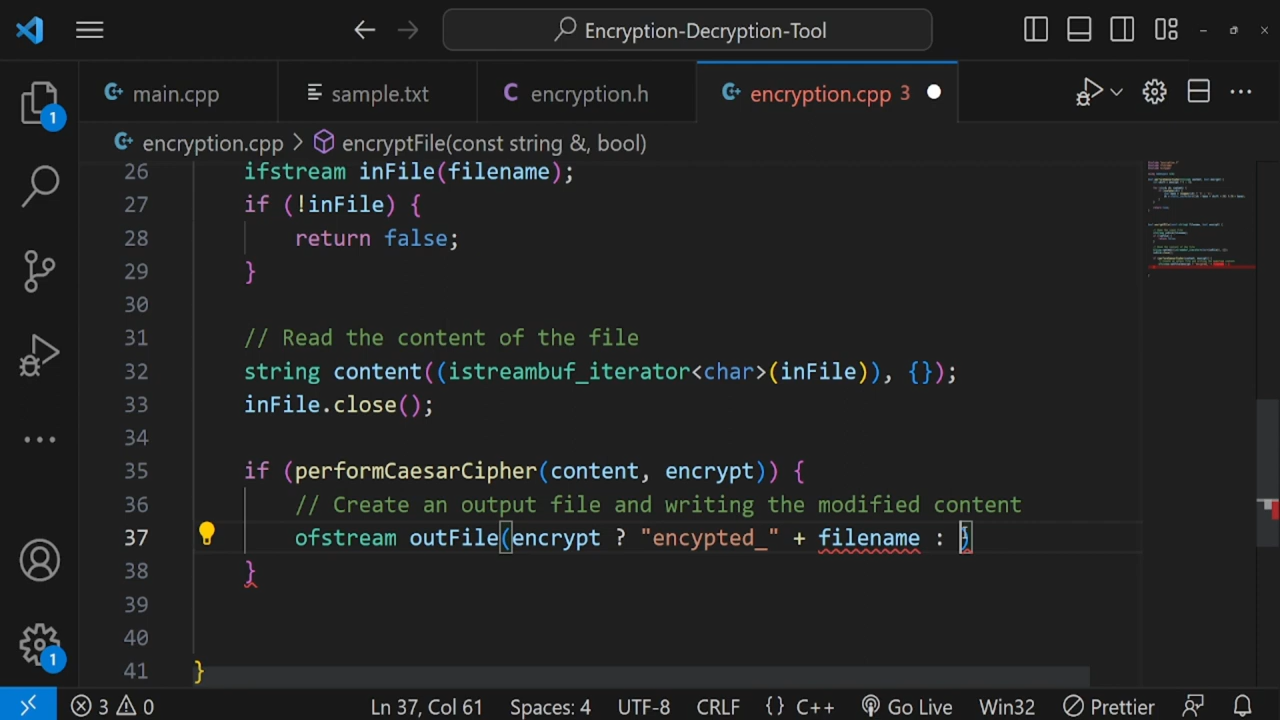 Encryption-Decryption-Tool
main.cpp sample.txt encryption.h encryption.cpp 3
encryption.cpp > encryptFile(const string &, bool)
26 ifstream inFile(filename);
27 if (!inFile) {
28 return false;
29 }
30
31 // Read the content of the file
32 string content((istreambuf_iterator<char>(inFile)), {});
33 inFile.close();
34
35 if (performCaesarCipher(content, encrypt)) {
36 // Create an output file and writing the modified content
37 ofstream outFile(encrypt ? "encypted_" + filename : )
38 }
39
40
41 }
1
1
3 0 Ln 37, Col 61 Spaces: 4 UTF-8 CRLF {} C++ Go Live Win32 Prettier